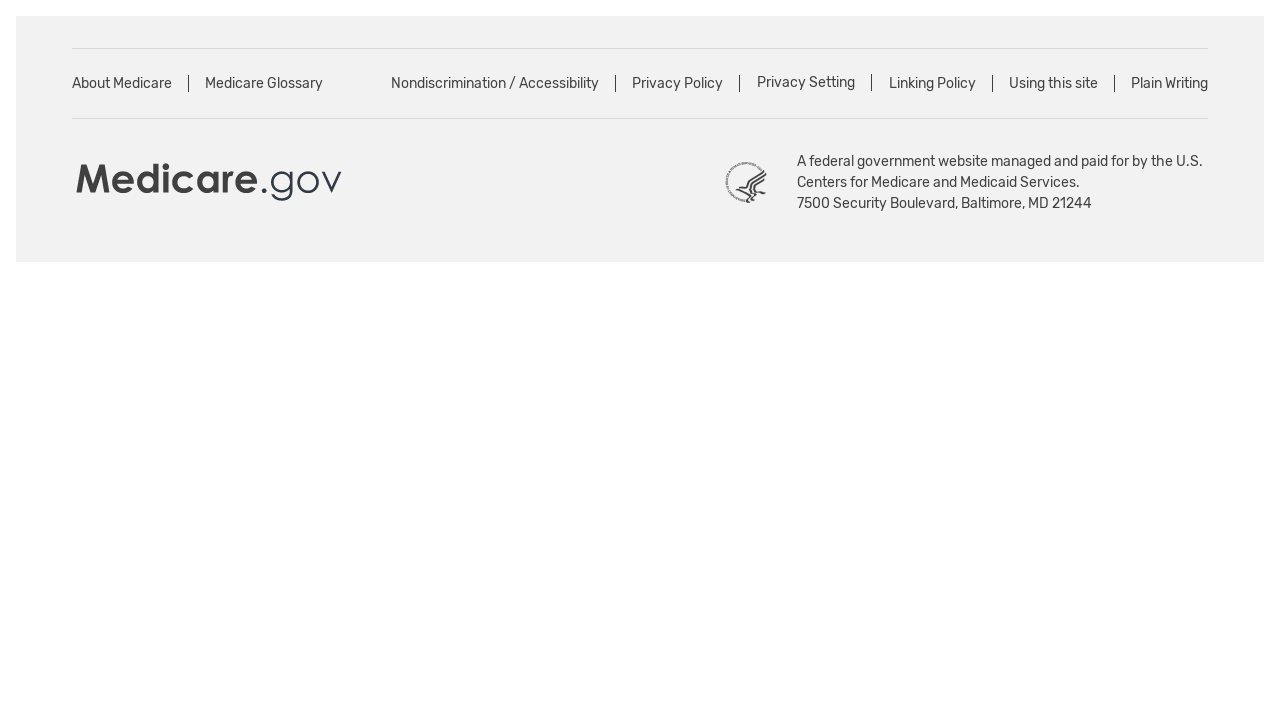 About Medicare
Medicare Glossary
Nondiscrimination / Accessibility
Privacy Policy
Privacy Setting
Linking Policy
Using this site
Plain Writing
Medicare.gov
A federal government website managed and paid for by the U.S.
Centers for Medicare and Medicaid Services.
7500 Security Boulevard, Baltimore, MD 21244